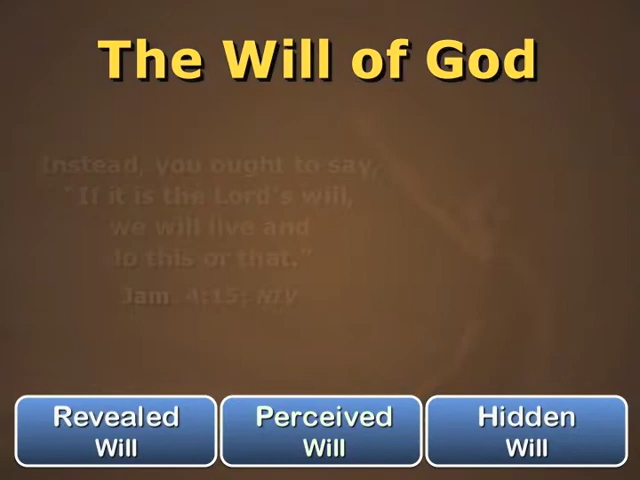 The Will of God
Instead, you ought to say,
"If it is the Lord's will,
we will live and
do this or that."
Jam. 4:15; NIV
Revealed
Will
Perceived
Will
Hidden
Will